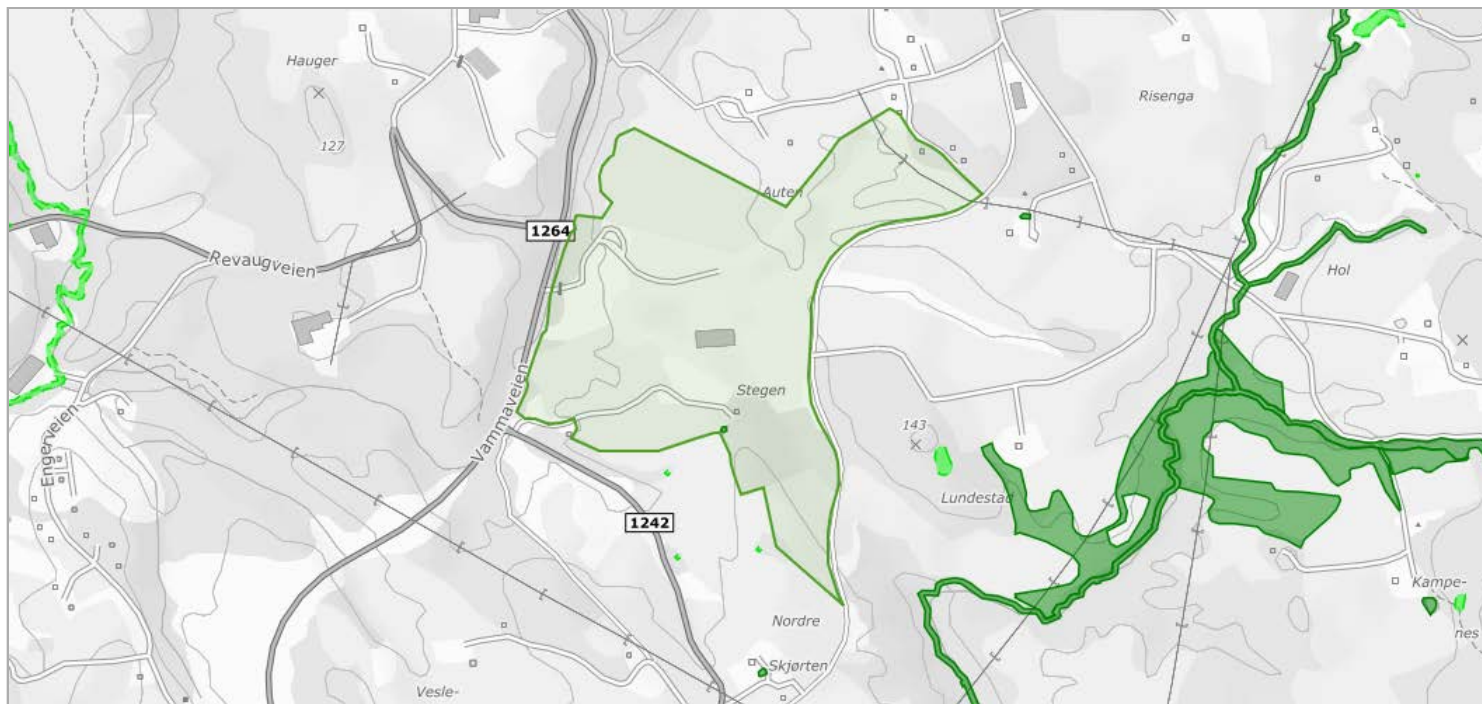 Hauger
127
Risenga
Auten
1264
Revaugveien
Hol
Stegen
Vammaveien
143
Engerveien
Lundestad
1242
Kampe-
nes
Nordre
Skjørten
Vesle-